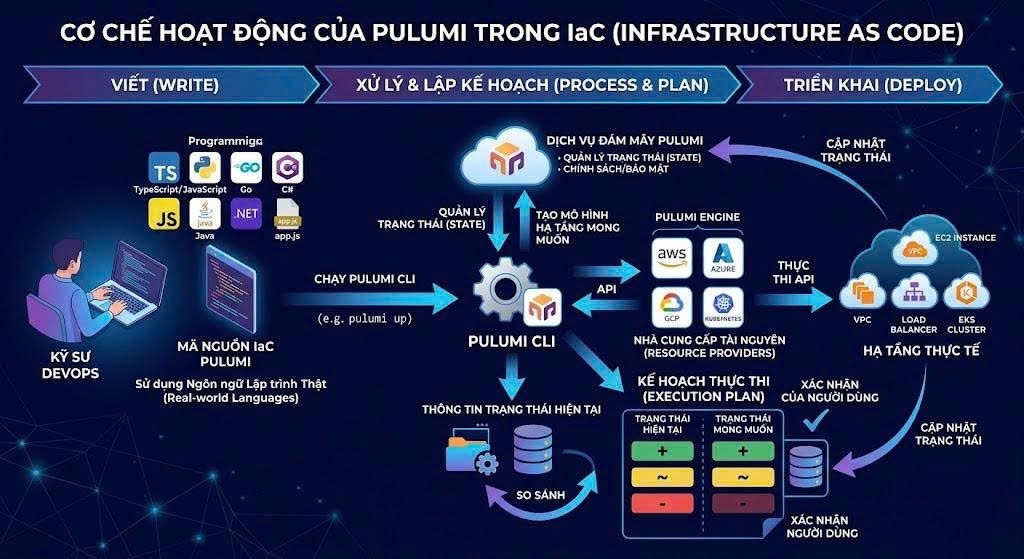 CƠ CHẾ HOẠT ĐỘNG CỦA PULUMI TRONG IaC (INFRASTRUCTURE AS CODE)
VIẾT (WRITE)
XỬ LÝ & LẬP KẾ HOẠCH (PROCESS & PLAN)
TRIỂN KHAI (DEPLOY)
TS
GO
C#
TypeScript/JavaScript
Go
C#
JS
Java
.NET
app.js
Java
app.js
KỸ SƯ
DEVOPS
MÃ NGUỒN IaC
PULUMI
Sử dụng Ngôn ngữ Lập trình Thật
(Real-world Languages)
CHẠY PULUMI CLI
(e.g. pulumi up)
DỊCH VỤ ĐÁM MÂY PULUMI
• QUẢN LÝ TRẠNG THÁI (STATE)
• CHÍNH SÁCH/BẢO MẬT
QUẢN LÝ
TRẠNG THÁI (STATE)
TẠO MÔ HÌNH
HẠ TẦNG MONG
MUỐN
PULUMI CLI
API
PULUMI ENGINE
aws
AZURE
GCP
KUBERNETES
NHÀ CUNG CẤP TÀI NGUYÊN
(RESOURCE PROVIDERS)
THỰC
THI API
CẬP NHẬT
TRẠNG THÁI
VPC
EC2 INSTANCE
VPC
LOAD
BALANCER
EKS
CLUSTER
HẠ TẦNG THỰC TẾ
THÔNG TIN TRẠNG THÁI HIỆN TẠI
SO SÁNH
KẾ HOẠCH THỰC THI
(EXECUTION PLAN)
TRẠNG THÁI
HIỆN TẠI
TRẠNG THÁI
MONG MUỐN
+ +
~ ~
- -
XÁC NHẬN
CỦA NGƯỜI DÙNG
CẬP NHẬT
TRẠNG THÁI
XÁC NHẬN
NGƯỜI DÙNG